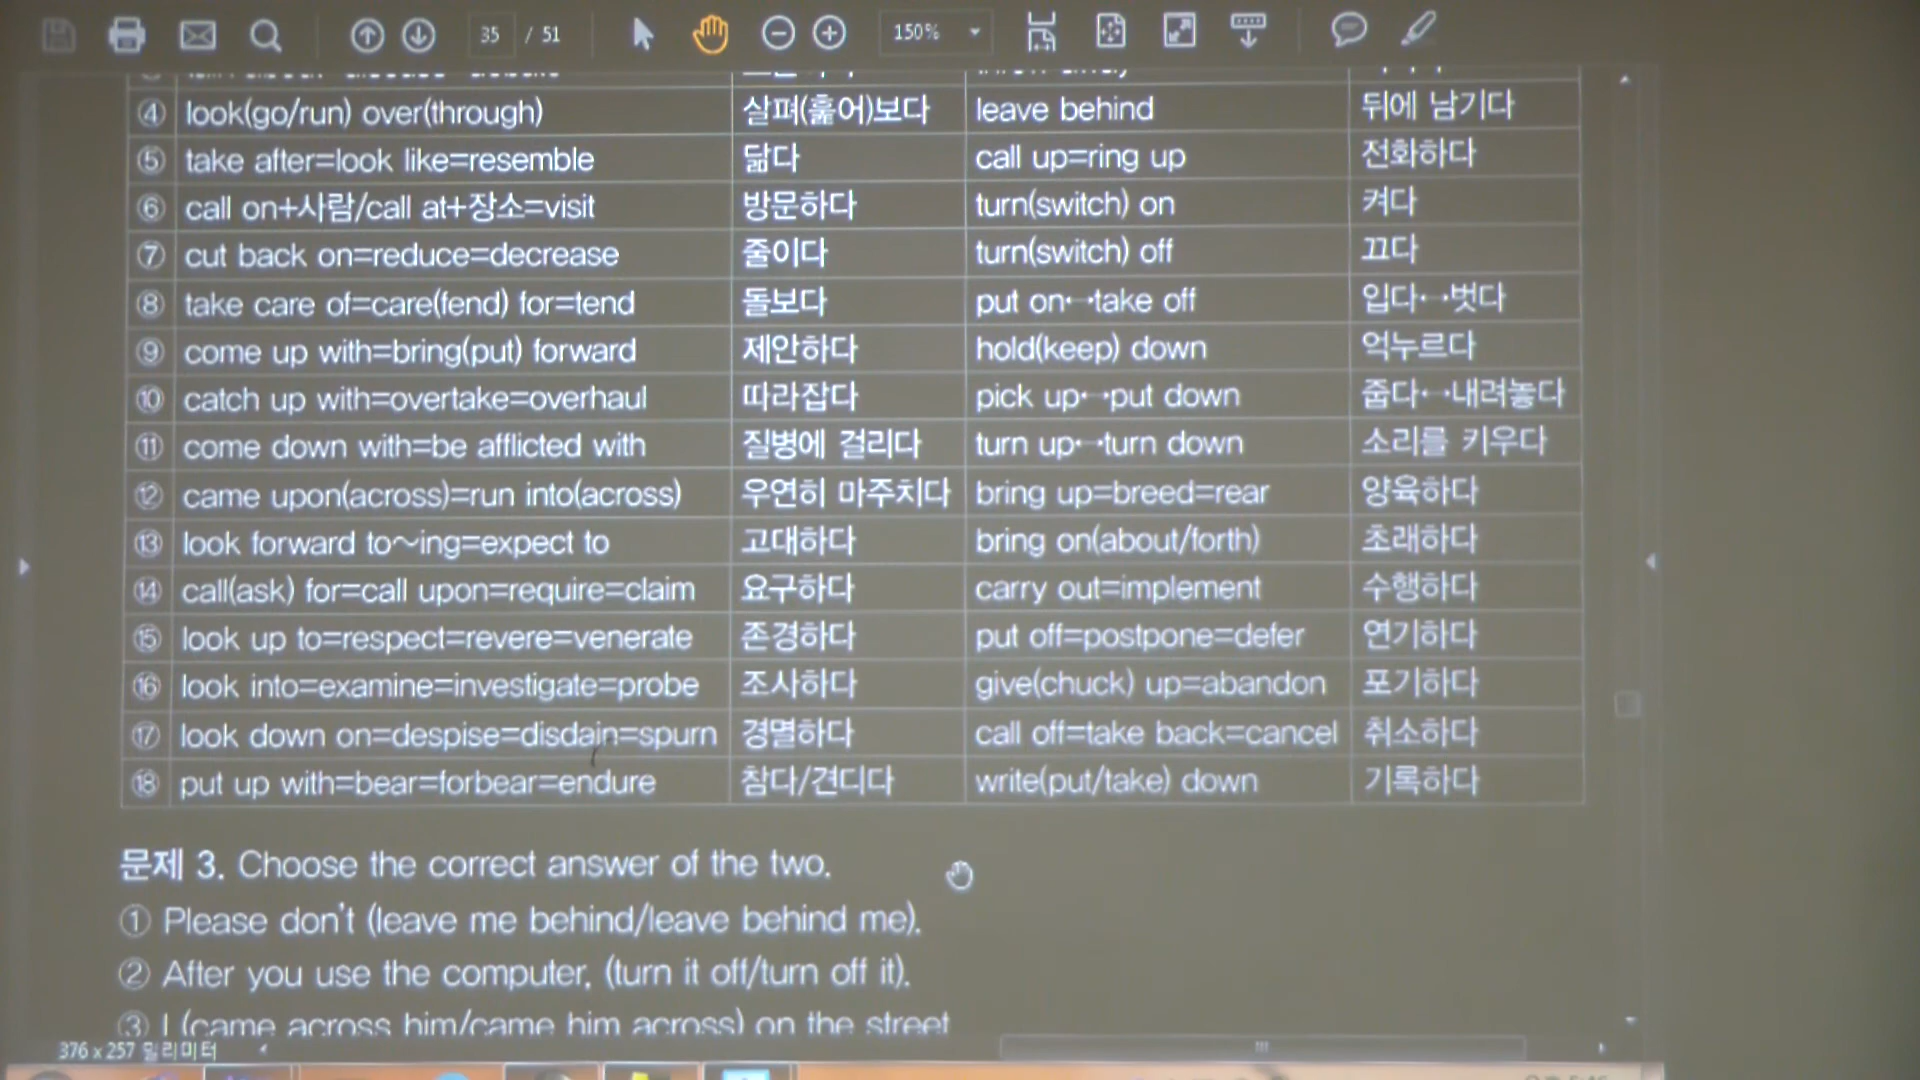 35 / 51
150%
④ look(go/run) over(through) 살펴(훑어)보다 leave behind 뒤에 남기다
⑤ take after=look like=resemble 닮다 call up=ring up 전화하다
⑥ call on+사람/call at+장소=visit 방문하다 turn(switch) on 켜다
⑦ cut back on=reduce=decrease 줄이다 turn(switch) off 끄다
⑧ take care of=care(fend) for=tend 돌보다 put on↔take off 입다↔벗다
⑨ come up with=bring(put) forward 제안하다 hold(keep) down 억누르다
⑩ catch up with=overtake=overhaul 따라잡다 pick up↔put down 줍다↔내려놓다
⑪ come down with=be afflicted with 질병에 걸리다 turn up↔turn down 소리를 키우다
⑫ came upon(across)=run into(across) 우연히 마주치다 bring up=breed=rear 양육하다
⑬ look forward to~ing=expect to 고대하다 bring on(about/forth) 초래하다
⑭ call(ask) for=call upon=require=claim 요구하다 carry out=implement 수행하다
⑮ look up to=respect=revere=venerate 존경하다 put off=postpone=defer 연기하다
⑯ look into=examine=investigate=probe 조사하다 give(chuck) up=abandon 포기하다
⑰ look down on=despise=disdain=spurn 경멸하다 call off=take back=cancel 취소하다
⑱ put up with=bear=forbear=endure 참다/견디다 write(put/take) down 기록하다
문제 3. Choose the correct answer of the two.
① Please don't (leave me behind/leave behind me).
② After you use the computer, (turn it off/turn off it).
③ I (came across him/came him across) on the street
376 x 257 밀리미터